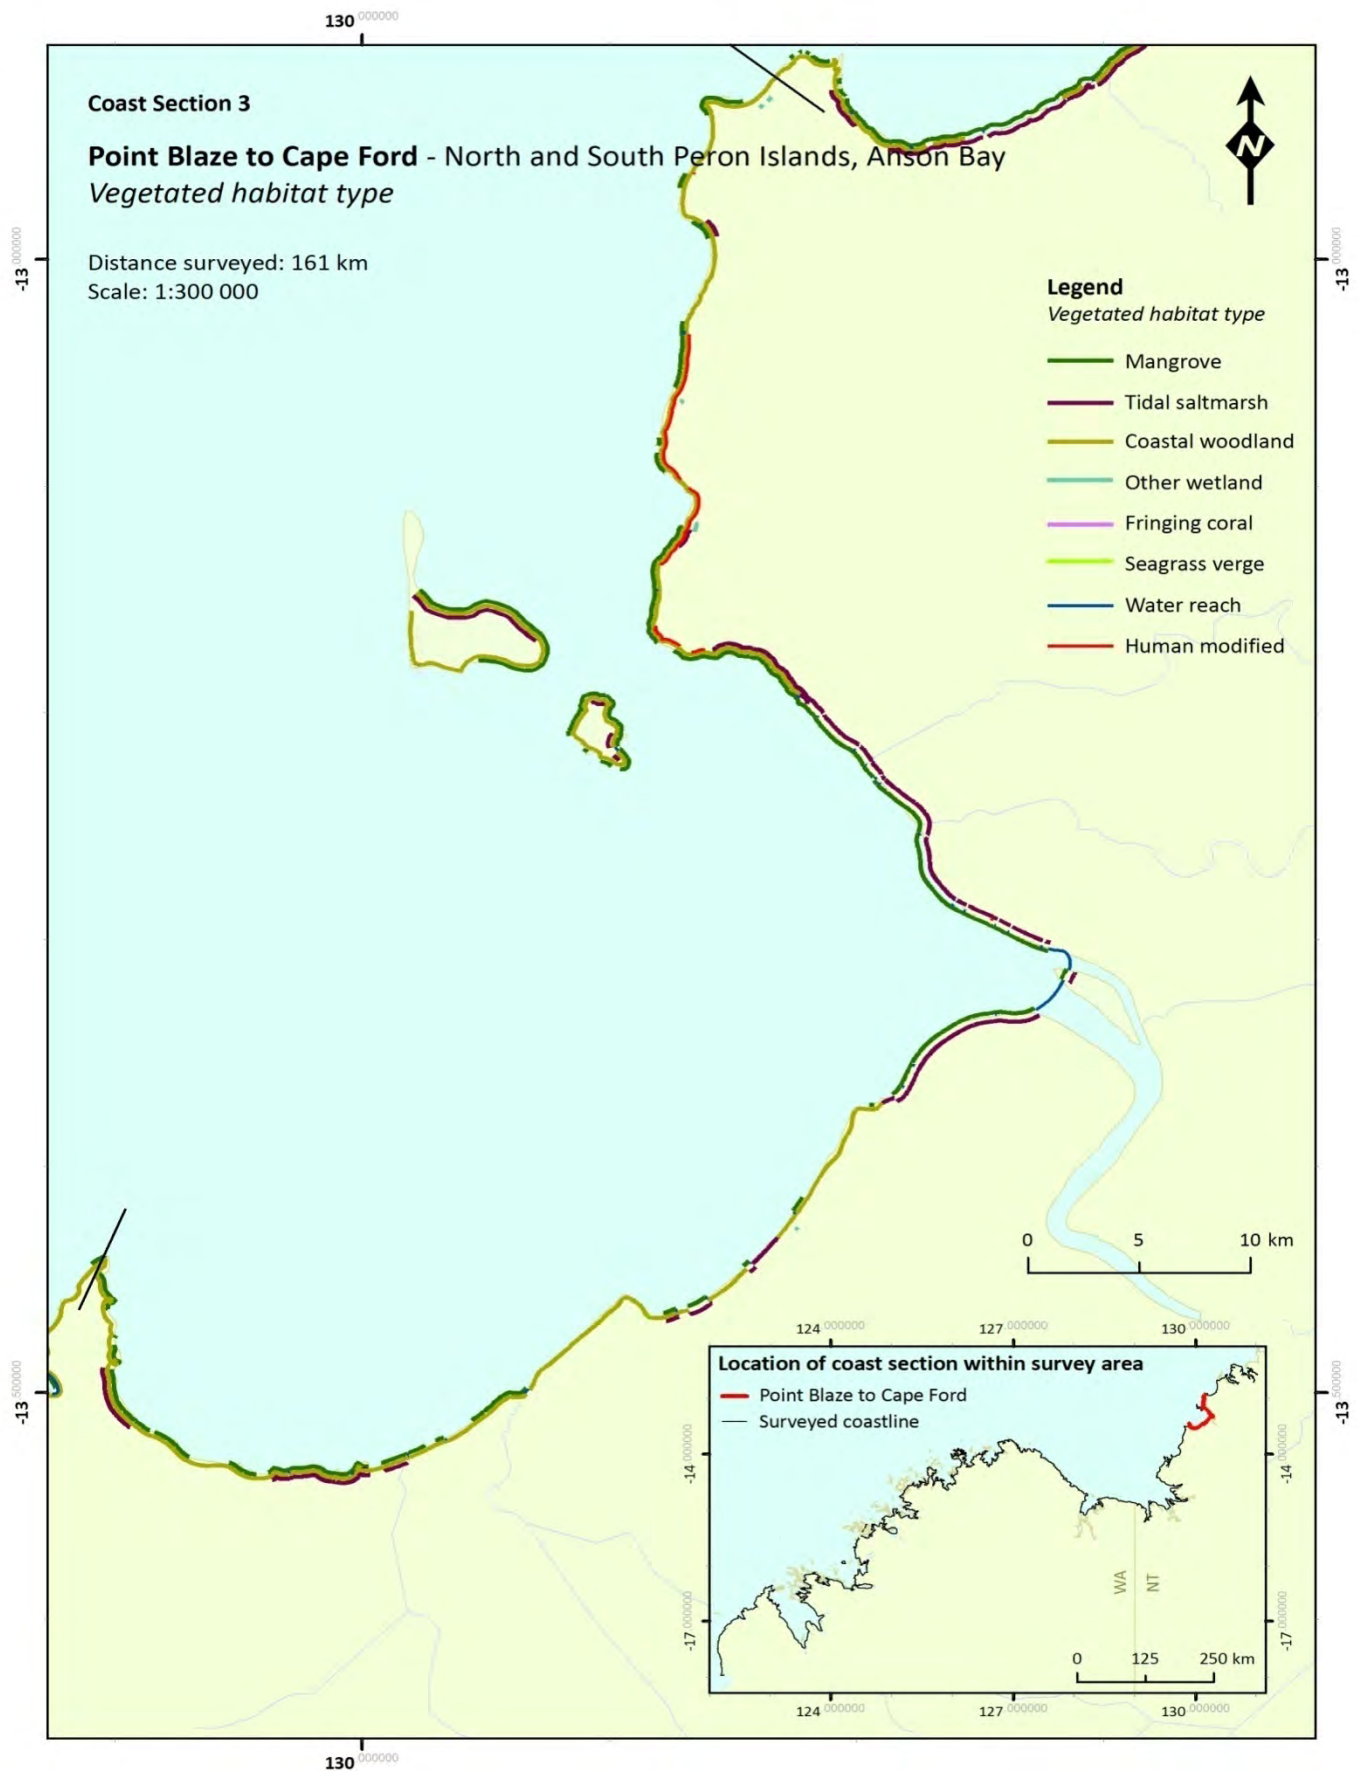 130 000000
Coast Section 3
Point Blaze to Cape Ford - North and South Peron Islands, Anson Bay
Vegetated habitat type
Distance surveyed: 161 km
Scale: 1:300 000
N
-13 000000
-13 000000
Legend
Vegetated habitat type
Mangrove
Tidal saltmarsh
Coastal woodland
Other wetland
Fringing coral
Seagrass verge
Water reach
Human modified
0 5 10 km
-13 500000
-13 500000
124 000000 127 000000 130 000000
Location of coast section within survey area
Point Blaze to Cape Ford
Surveyed coastline
-14 000000
-14 000000
WA
NT
-17 000000
-17 000000
0 125 250 km
124 000000 127 000000 130 000000
130 000000